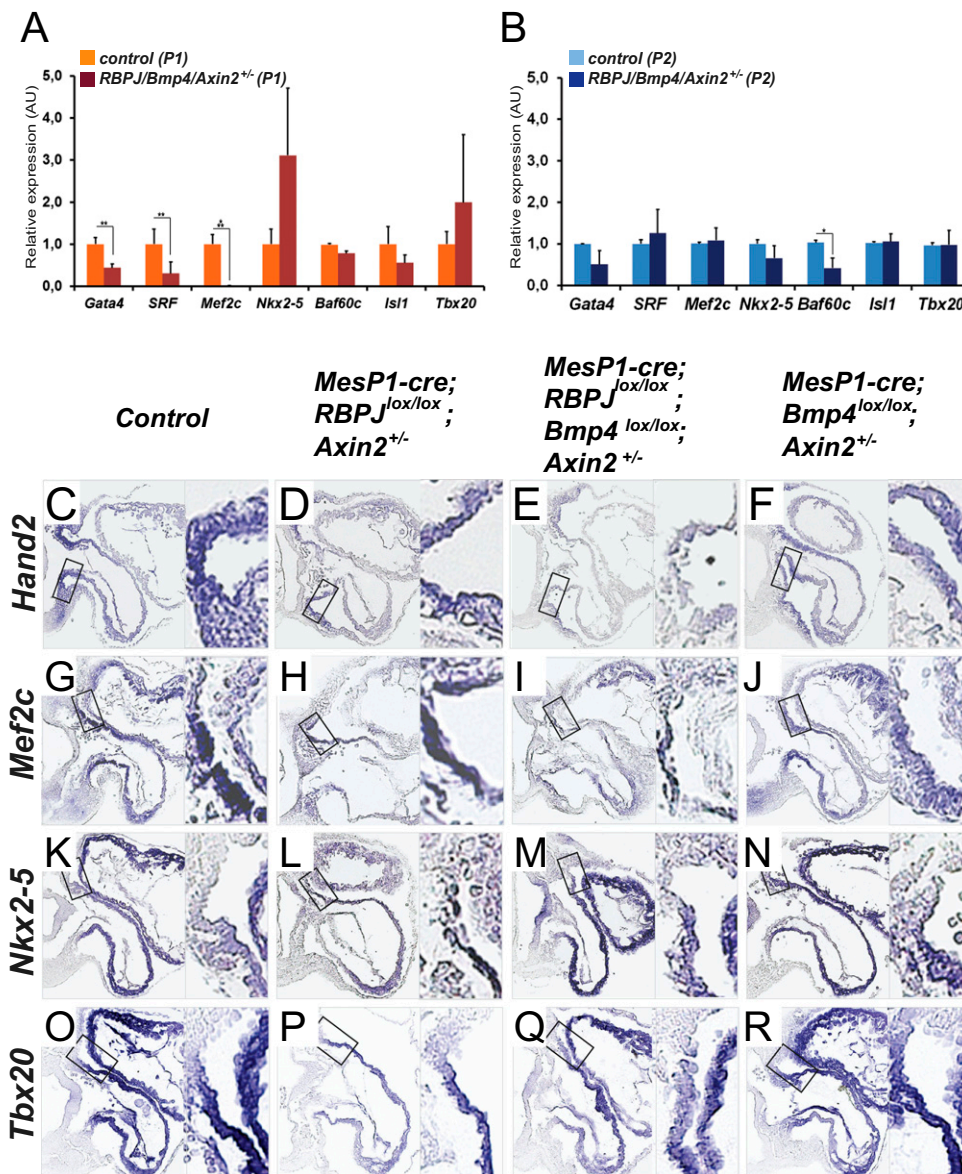 A
control (P1)
RBPJ/Bmp4/Axin2+/- (P1)
Relative expression (AU)
5,0
4,0
3,0
2,0
1,0
0,0
**
**
*
**
Gata4 SRF Mef2c Nkx2-5 Baf60c Isl1 Tbx20
B
control (P2)
RBPJ/Bmp4/Axin2+/- (P2)
Relative expression (AU)
5,0
4,0
3,0
2,0
1,0
0,0
*
Gata4 SRF Mef2c Nkx2-5 Baf60c Isl1 Tbx20
Control
MesP1-cre;
RBPJlox/lox;
Axin2+/-
MesP1-cre;
RBPJlox/lox;
Bmp4 lox/lox;
Axin2 +/-
MesP1-cre;
Bmp4lox/lox;
Axin2+/-
Hand2
C D E F
Mef2c
G H I J
Nkx2-5
K L M N
Tbx20
O P Q R